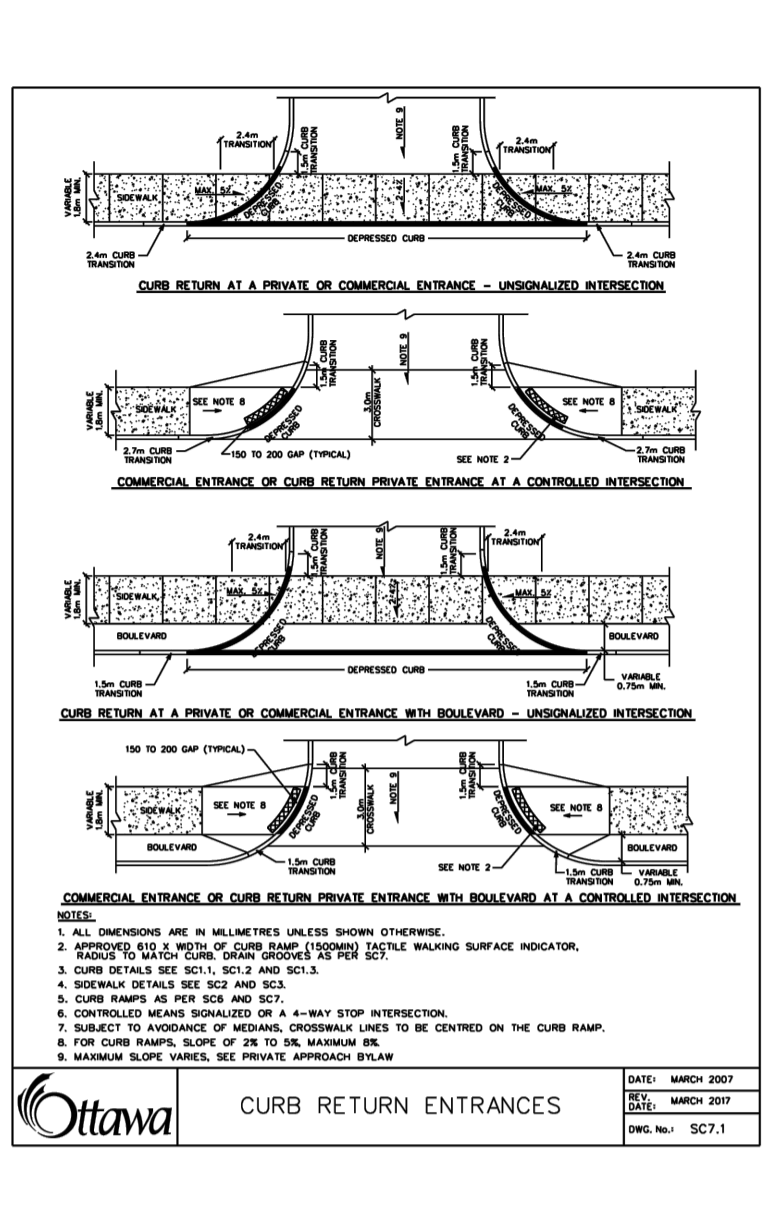 2.4m
TRANSITION
1.5m CURB
TRANSITION
NOTE 9
1.5m CURB
TRANSITION
2.4m
TRANSITION
VARIABLE
1.8m MIN.
SIDEWALK
MAX. 5%
DEPRESSED
CURB
2-4%
DEPRESSED
CURB
MAX. 5%
DEPRESSED CURB
2.4m CURB
TRANSITION
2.4m CURB
TRANSITION
CURB RETURN AT A PRIVATE OR COMMERCIAL ENTRANCE - UNSIGNALIZED INTERSECTION
1.5m CURB
TRANSITION
NOTE 9
1.5m CURB
TRANSITION
VARIABLE
1.8m MIN.
SIDEWALK
SEE NOTE 8
DEPRESSED
CURB
3.0m
CROSSWALK
DEPRESSED
CURB
SEE NOTE 8
SIDEWALK
2.7m CURB
TRANSITION
150 TO 200 GAP (TYPICAL)
SEE NOTE 2
2.7m CURB
TRANSITION
COMMERCIAL ENTRANCE OR CURB RETURN PRIVATE ENTRANCE AT A CONTROLLED INTERSECTION
2.4m
TRANSITION
1.5m CURB
TRANSITION
NOTE 9
1.5m CURB
TRANSITION
2.4m
TRANSITION
VARIABLE
1.8m MIN.
SIDEWALK
MAX. 5%
2-4%
MAX. 5%
BOULEVARD
DEPRESSED
CURB
DEPRESSED
CURB
BOULEVARD
DEPRESSED CURB
1.5m CURB
TRANSITION
1.5m CURB
TRANSITION
VARIABLE
0.75m MIN.
CURB RETURN AT A PRIVATE OR COMMERCIAL ENTRANCE WITH BOULEVARD - UNSIGNALIZED INTERSECTION
150 TO 200 GAP (TYPICAL)
1.5m CURB
TRANSITION
NOTE 9
1.5m CURB
TRANSITION
VARIABLE
1.8m MIN.
SIDEWALK
SEE NOTE 8
DEPRESSED
CURB
3.0m
CROSSWALK
DEPRESSED
CURB
SEE NOTE 8
SIDEWALK
BOULEVARD
BOULEVARD
1.5m CURB
TRANSITION
SEE NOTE 2
1.5m CURB
TRANSITION
VARIABLE
0.75m MIN.
COMMERCIAL ENTRANCE OR CURB RETURN PRIVATE ENTRANCE WITH BOULEVARD AT A CONTROLLED INTERSECTION
NOTES:
1. ALL DIMENSIONS ARE IN MILLIMETRES UNLESS SHOWN OTHERWISE.
2. APPROVED 610 X WIDTH OF CURB RAMP (1500MIN) TACTILE WALKING SURFACE INDICATOR,
RADIUS TO MATCH CURB. DRAIN GROOVES AS PER SC7.
3. CURB DETAILS SEE SC1.1, SC1.2 AND SC1.3.
4. SIDEWALK DETAILS SEE SC2 AND SC3.
5. CURB RAMPS AS PER SC6 AND SC7.
6. CONTROLLED MEANS SIGNALIZED OR A 4-WAY STOP INTERSECTION.
7. SUBJECT TO AVOIDANCE OF MEDIANS, CROSSWALK LINES TO BE CENTRED ON THE CURB RAMP.
8. FOR CURB RAMPS, SLOPE OF 2% TO 5%, MAXIMUM 8%.
9. MAXIMUM SLOPE VARIES, SEE PRIVATE APPROACH BYLAW
Ottawa
CURB RETURN ENTRANCES
DATE: MARCH 2007
REV. DATE: MARCH 2017
DWG. No.: SC7.1